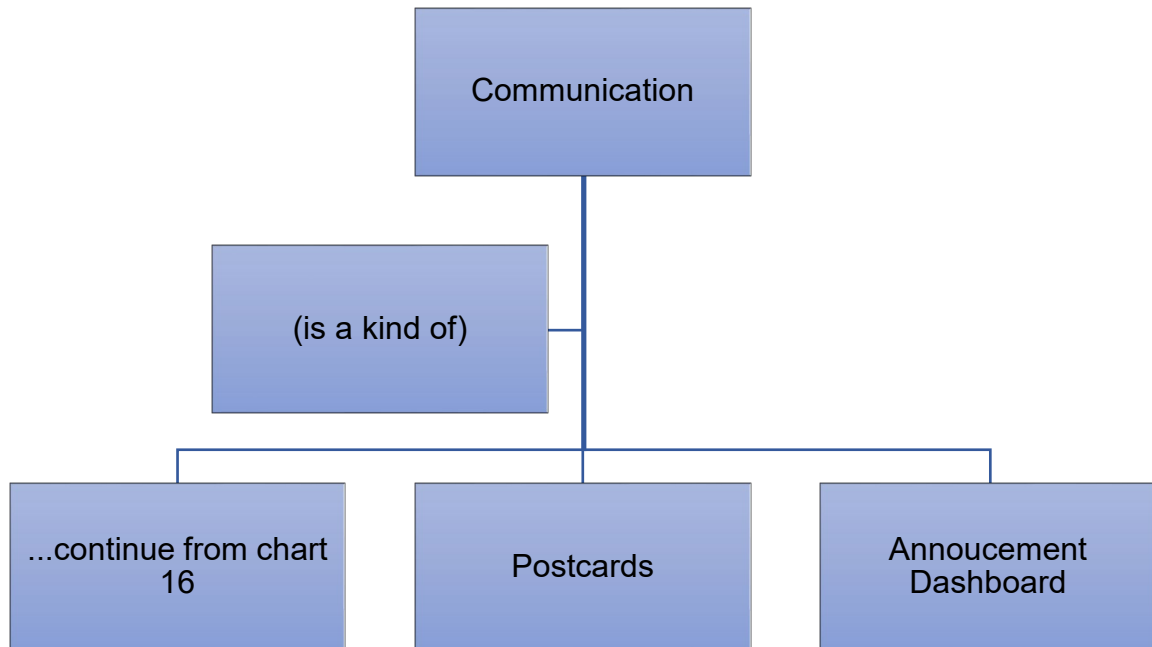 Communication
(is a kind of)
...continue from chart
16
Postcards
Annoucement
Dashboard